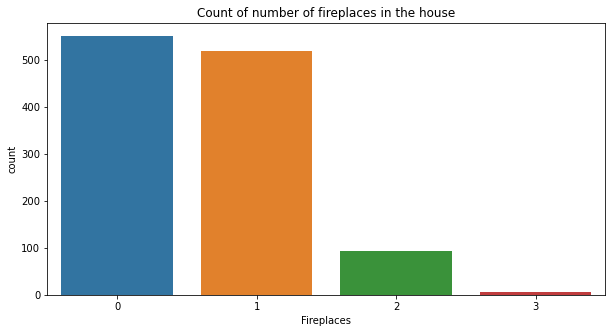 Count of number of fireplaces in the house
count
500
400
300
200
100
0
0 1 2 3
Fireplaces